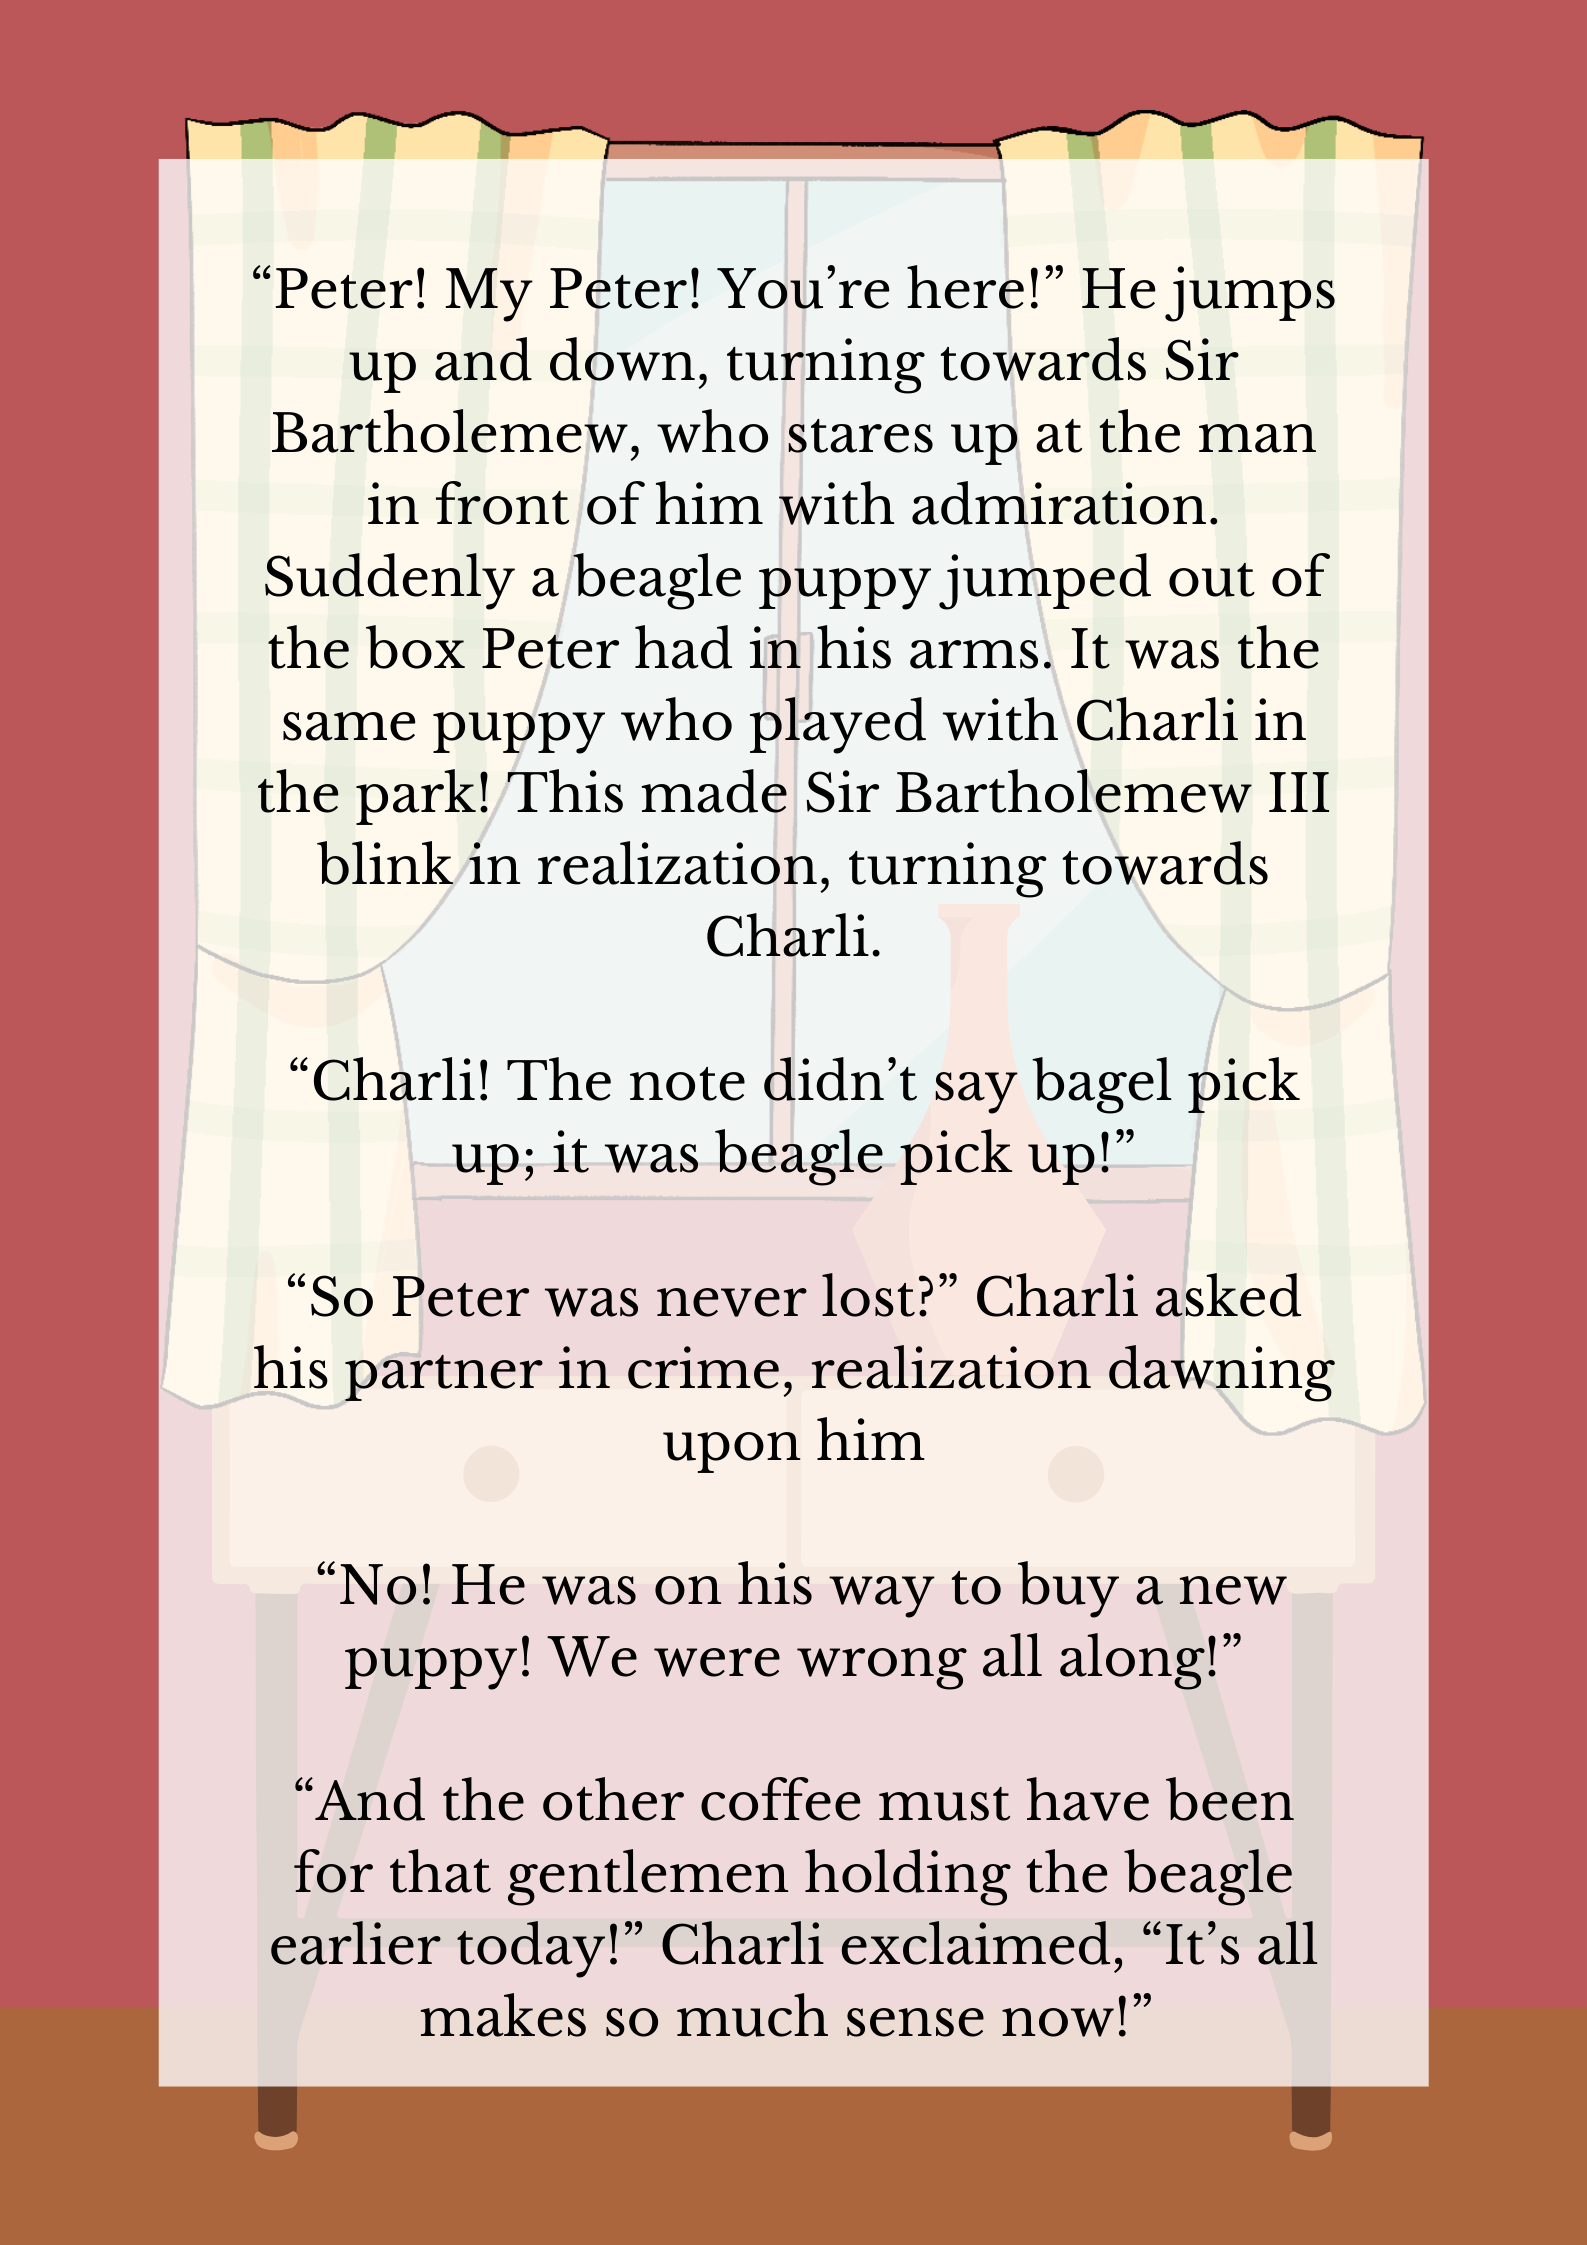 “Peter! My Peter! You’re here!” He jumps
up and down, turning towards Sir
Bartholemew, who stares up at the man
in front of him with admiration.
Suddenly a beagle puppy jumped out of
the box Peter had in his arms. It was the
same puppy who played with Charli in
the park! This made Sir Bartholemew III
blink in realization, turning towards
Charli.
“Charli! The note didn’t say bagel pick
up; it was beagle pick up!”
“So Peter was never lost?” Charli asked
his partner in crime, realization dawning
upon him
“No! He was on his way to buy a new
puppy! We were wrong all along!”
“And the other coffee must have been
for that gentlemen holding the beagle
earlier today!” Charli exclaimed, “It’s all
makes so much sense now!”